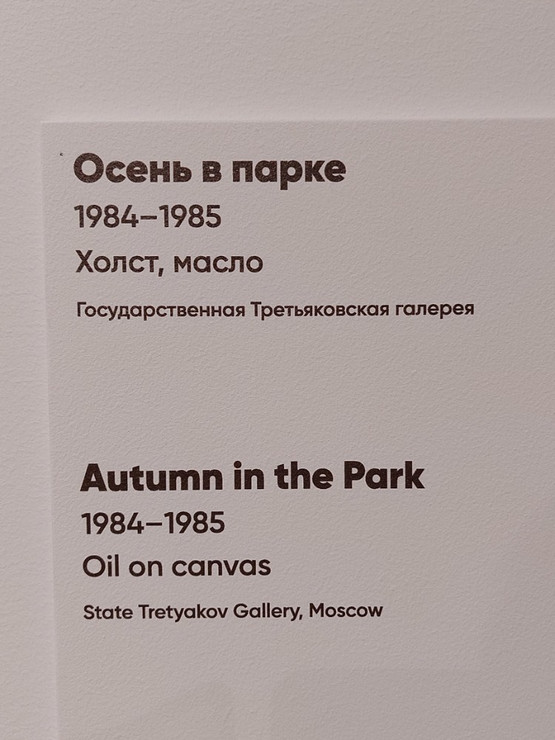 Осень в парке
1984–1985
Холст, масло
Государственная Третьяковская галерея
Autumn in the Park
1984–1985
Oil on canvas
State Tretyakov Gallery, Moscow